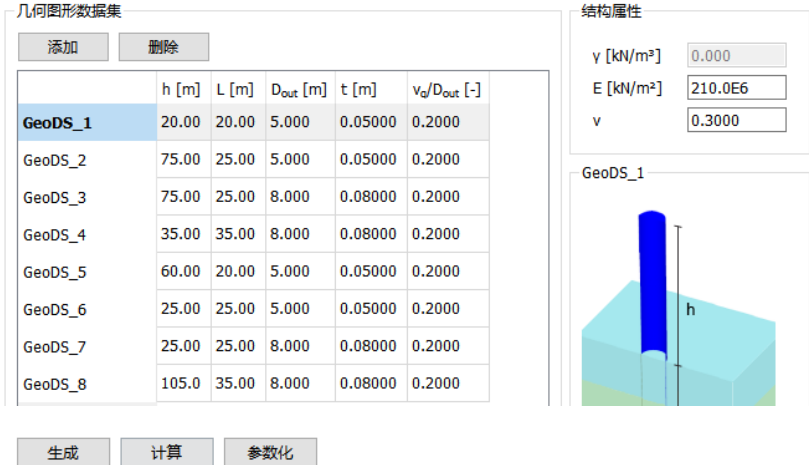 几何图形数据集
添加 删除
h [m] L [m] Dout [m] t [m] vg/Dout [-]
GeoDS_1 20.00 20.00 5.000 0.05000 0.2000
GeoDS_2 75.00 25.00 5.000 0.05000 0.2000
GeoDS_3 75.00 25.00 8.000 0.08000 0.2000
GeoDS_4 35.00 35.00 8.000 0.08000 0.2000
GeoDS_5 60.00 20.00 5.000 0.05000 0.2000
GeoDS_6 25.00 25.00 5.000 0.05000 0.2000
GeoDS_7 25.00 25.00 8.000 0.08000 0.2000
GeoDS_8 105.0 35.00 8.000 0.08000 0.2000
生成 计算 参数化
结构属性
γ [kN/m³] 0.000
E [kN/m²] 210.0E6
ν 0.3000
GeoDS_1
h